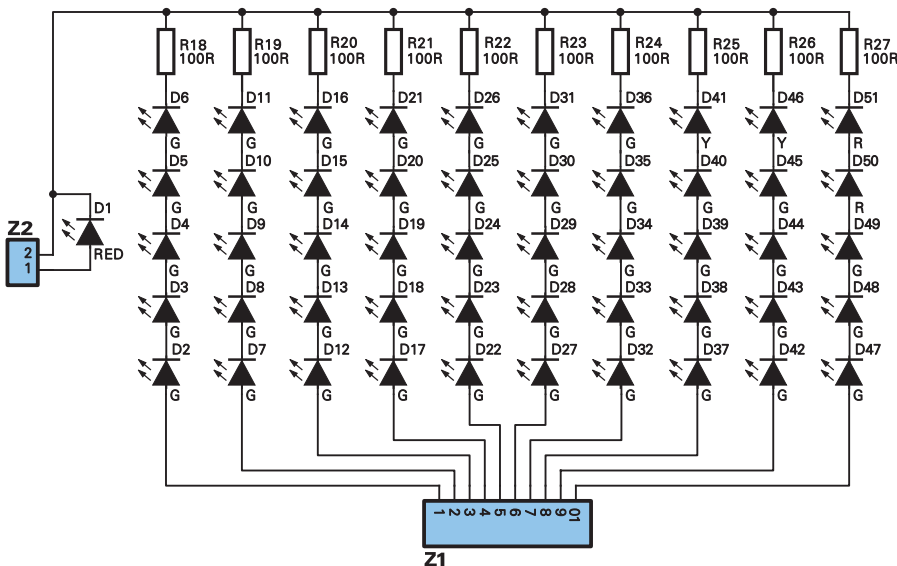 R18 R19 R20 R21 R22 R23 R24 R25 R26 R27
100R 100R 100R 100R 100R 100R 100R 100R 100R 100R
D6 D11 D16 D21 D26 D31 D36 D41 D46 D51
G G G G G G G Y Y R
D5 D10 D15 D20 D25 D30 D35 D40 D45 D50
G G G G G G G G G R
D1
RED
Z2
2
1
D4 D9 D14 D19 D24 D29 D34 D39 D44 D49
G G G G G G G G G G
D3 D8 D13 D18 D23 D28 D33 D38 D43 D48
G G G G G G G G G G
D2 D7 D12 D17 D22 D27 D32 D37 D42 D47
G G G G G G G G G G
1 2 3 4 5 6 7 8 9 01
Z1